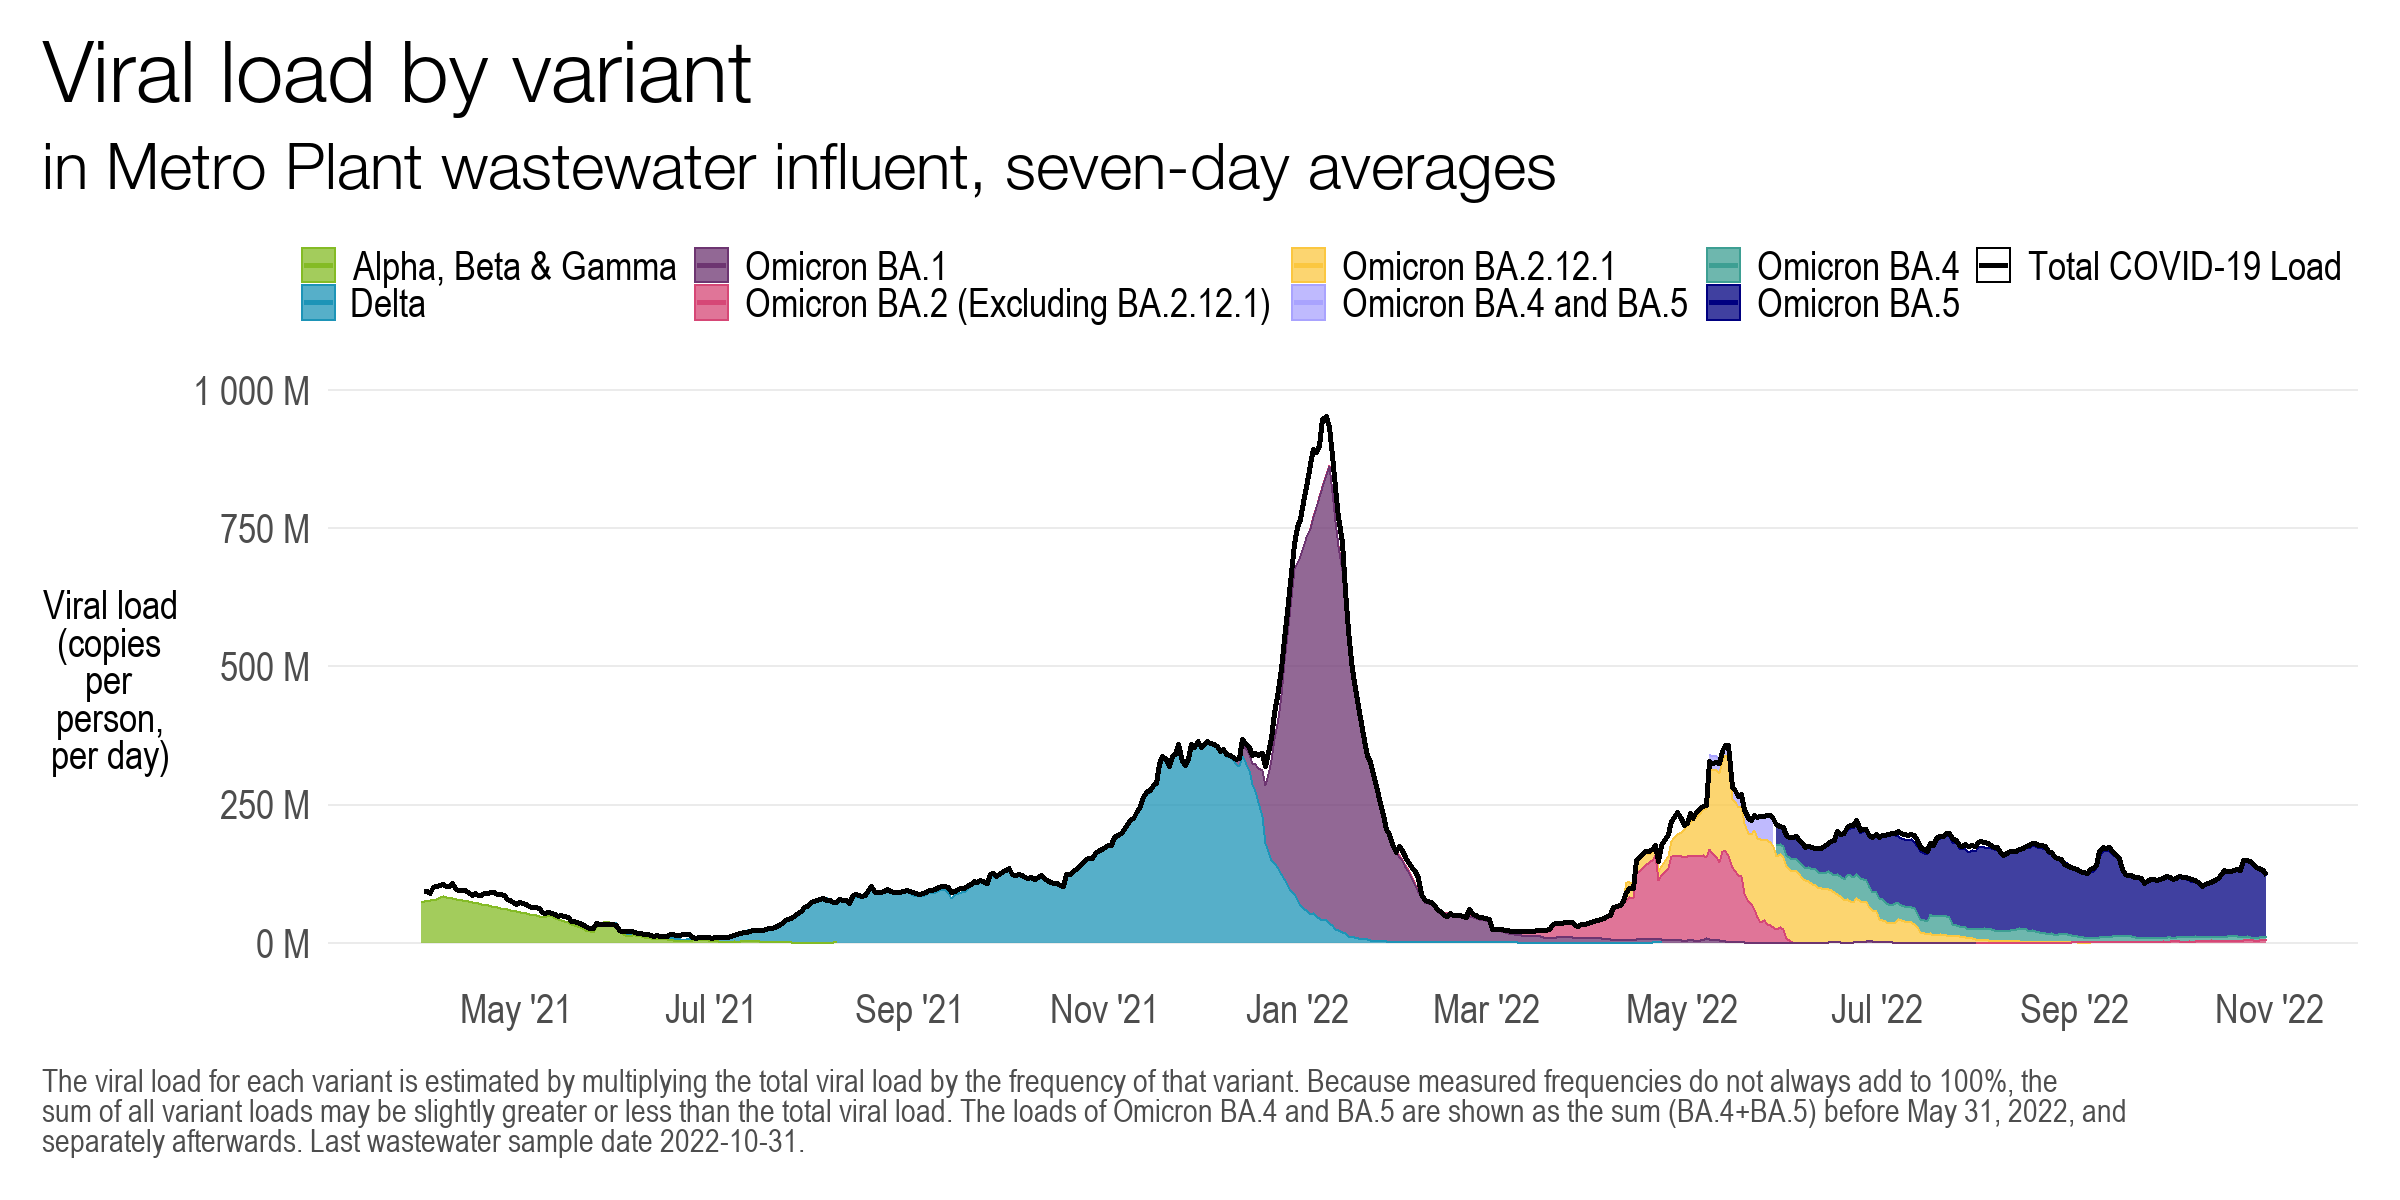 Viral load by variant
in Metro Plant wastewater influent, seven-day averages
Alpha, Beta & Gamma
Delta
Omicron BA.1
Omicron BA.2 (Excluding BA.2.12.1)
Omicron BA.2.12.1
Omicron BA.4 and BA.5
Omicron BA.4
Omicron BA.5
Total COVID-19 Load
1 000 M
750 M
500 M
250 M
0 M
Viral load
(copies
per
person,
per day)
May '21
Jul '21
Sep '21
Nov '21
Jan '22
Mar '22
May '22
Jul '22
Sep '22
Nov '22
The viral load for each variant is estimated by multiplying the total viral load by the frequency of that variant. Because measured frequencies do not always add to 100%, the
sum of all variant loads may be slightly greater or less than the total viral load. The loads of Omicron BA.4 and BA.5 are shown as the sum (BA.4+BA.5) before May 31, 2022, and
separately afterwards. Last wastewater sample date 2022-10-31.